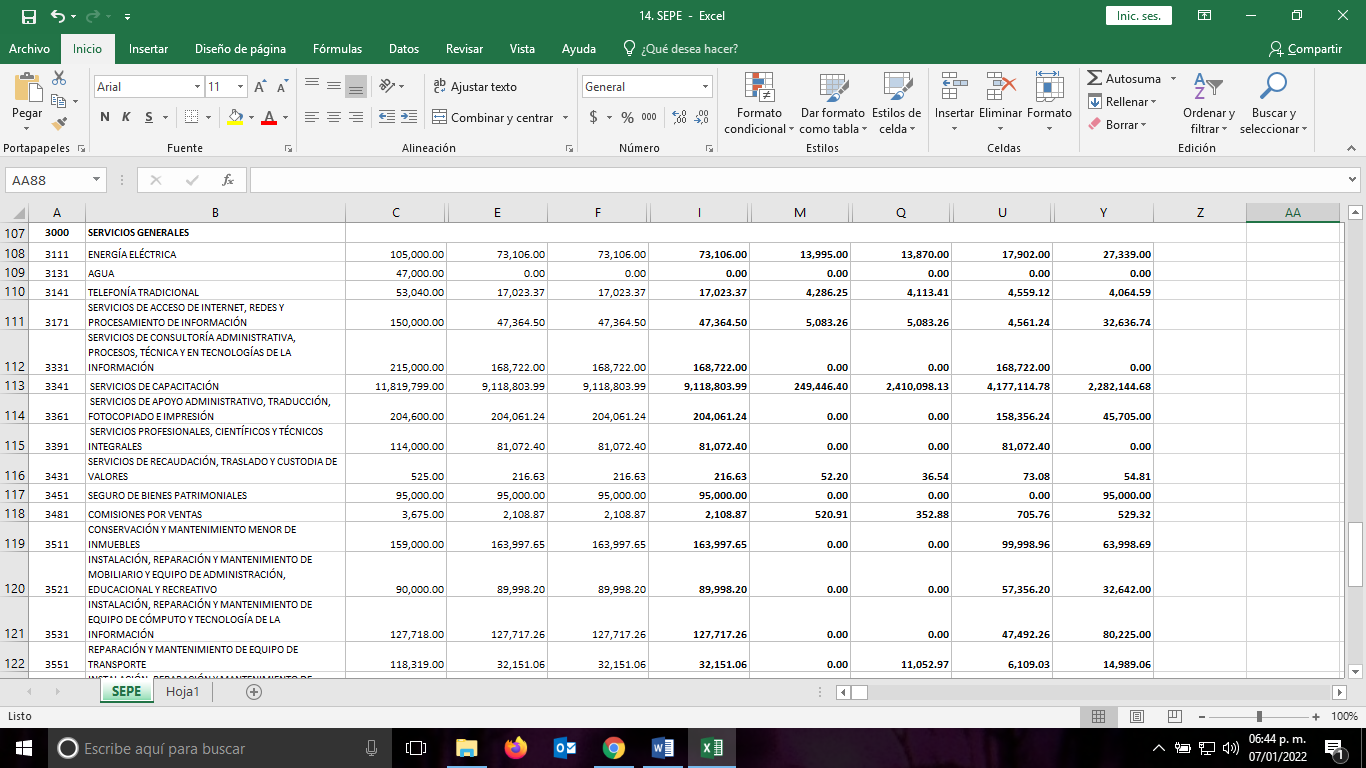 14. SEPE - Excel
Inic. ses.
Archivo Inicio Insertar Diseño de página Fórmulas Datos Revisar Vista Ayuda ¿Qué desea hacer? Compartir
Pegar
Arial 11
Ajustar texto
General
Formato condicional
Dar formato como tabla
Estilos de celda
Insertar Eliminar Formato
Autosuma
Rellenar
Borrar
Ordenar y filtrar
Buscar y seleccionar
N K S
Combinar y centrar
$ % 000
Portapapeles Fuente Alineación Número Estilos Celdas Edición
AA88 fx
A B C E F I M Q U Y Z AA
107 3000 SERVICIOS GENERALES
108 3111 ENERGÍA ELÉCTRICA 105,000.00 73,106.00 73,106.00 73,106.00 13,995.00 13,870.00 17,902.00 27,339.00
109 3131 AGUA 47,000.00 0.00 0.00 0.00 0.00 0.00 0.00 0.00
110 3141 TELEFONÍA TRADICIONAL 53,040.00 17,023.37 17,023.37 17,023.37 4,286.25 4,113.41 4,559.12 4,064.59
SERVICIOS DE ACCESO DE INTERNET, REDES Y
111 3171 PROCESAMIENTO DE INFORMACIÓN 150,000.00 47,364.50 47,364.50 47,364.50 5,083.26 5,083.26 4,561.24 32,636.74
SERVICIOS DE CONSULTORÍA ADMINISTRATIVA,
PROCESOS, TÉCNICA Y EN TECNOLOGÍAS DE LA
112 3331 INFORMACIÓN 215,000.00 168,722.00 168,722.00 168,722.00 0.00 0.00 168,722.00 0.00
113 3341 SERVICIOS DE CAPACITACIÓN 11,819,799.00 9,118,803.99 9,118,803.99 9,118,803.99 249,446.40 2,410,098.13 4,177,114.78 2,282,144.68
SERVICIOS DE APOYO ADMINISTRATIVO, TRADUCCIÓN,
114 3361 FOTOCOPIADO E IMPRESIÓN 204,600.00 204,061.24 204,061.24 204,061.24 0.00 0.00 158,356.24 45,705.00
SERVICIOS PROFESIONALES, CIENTÍFICOS Y TÉCNICOS
115 3391 INTEGRALES 114,000.00 81,072.40 81,072.40 81,072.40 0.00 0.00 81,072.40 0.00
SERVICIOS DE RECAUDACIÓN, TRASLADO Y CUSTODIA DE
116 3431 VALORES 525.00 216.63 216.63 216.63 52.20 36.54 73.08 54.81
117 3451 SEGURO DE BIENES PATRIMONIALES 95,000.00 95,000.00 95,000.00 95,000.00 0.00 0.00 0.00 95,000.00
118 3481 COMISIONES POR VENTAS 3,675.00 2,108.87 2,108.87 2,108.87 520.91 352.88 705.76 529.32
CONSERVACIÓN Y MANTENIMIENTO MENOR DE
119 3511 INMUEBLES 159,000.00 163,997.65 163,997.65 163,997.65 0.00 0.00 99,998.96 63,998.69
INSTALACIÓN, REPARACIÓN Y MANTENIMIENTO DE
MOBILIARIO Y EQUIPO DE ADMINISTRACIÓN,
120 3521 EDUCACIONAL Y RECREATIVO 90,000.00 89,998.20 89,998.20 89,998.20 0.00 0.00 57,356.20 32,642.00
INSTALACIÓN, REPARACIÓN Y MANTENIMIENTO DE
EQUIPO DE CÓMPUTO Y TECNOLOGÍA DE LA
121 3531 INFORMACIÓN 127,718.00 127,717.26 127,717.26 127,717.26 0.00 0.00 47,492.26 80,225.00
REPARACIÓN Y MANTENIMIENTO DE EQUIPO DE
122 3551 TRANSPORTE 118,319.00 32,151.06 32,151.06 32,151.06 0.00 11,052.97 6,109.03 14,989.06
SEPE Hoja1
Listo 100%
Escribe aquí para buscar
06:44 p. m.
07/01/2022
1